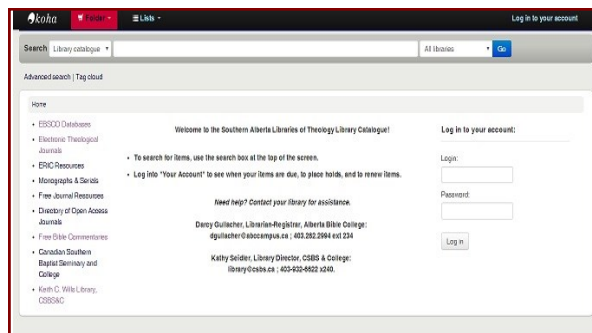 koha Folder Lists Log in to your account
Search Library catalogue All libraries Go
Advanced search | Tag cloud
Home
EBSCO Databases
Electronic Theological
Journals
ERIC Resources
Monographs & Serials
Free Journal Resources
Directory of Open Access
Journals
Free Bible Commentaries
Canadian Southern
Baptist Seminary and
College
Keith C. Wills Library,
CSBS&C
Welcome to the Southern Alberta Libraries of Theology Library Catalogue!
To search for items, use the search box at the top of the screen.
Log into "Your Account" to see when your items are due, to place holds, and to renew items.
Need help? Contact your library for assistance.
Darcy Gullacher, Librarian-Registrar, Alberta Bible College:
dgullacher@abccampus.ca ; 403.282.2994 ext 234
Kathy Seidler, Library Director, CSBS & College:
library@csbs.ca ; 403-932-6622 x240.
Log in to your account:
Login:
Password:
Log in